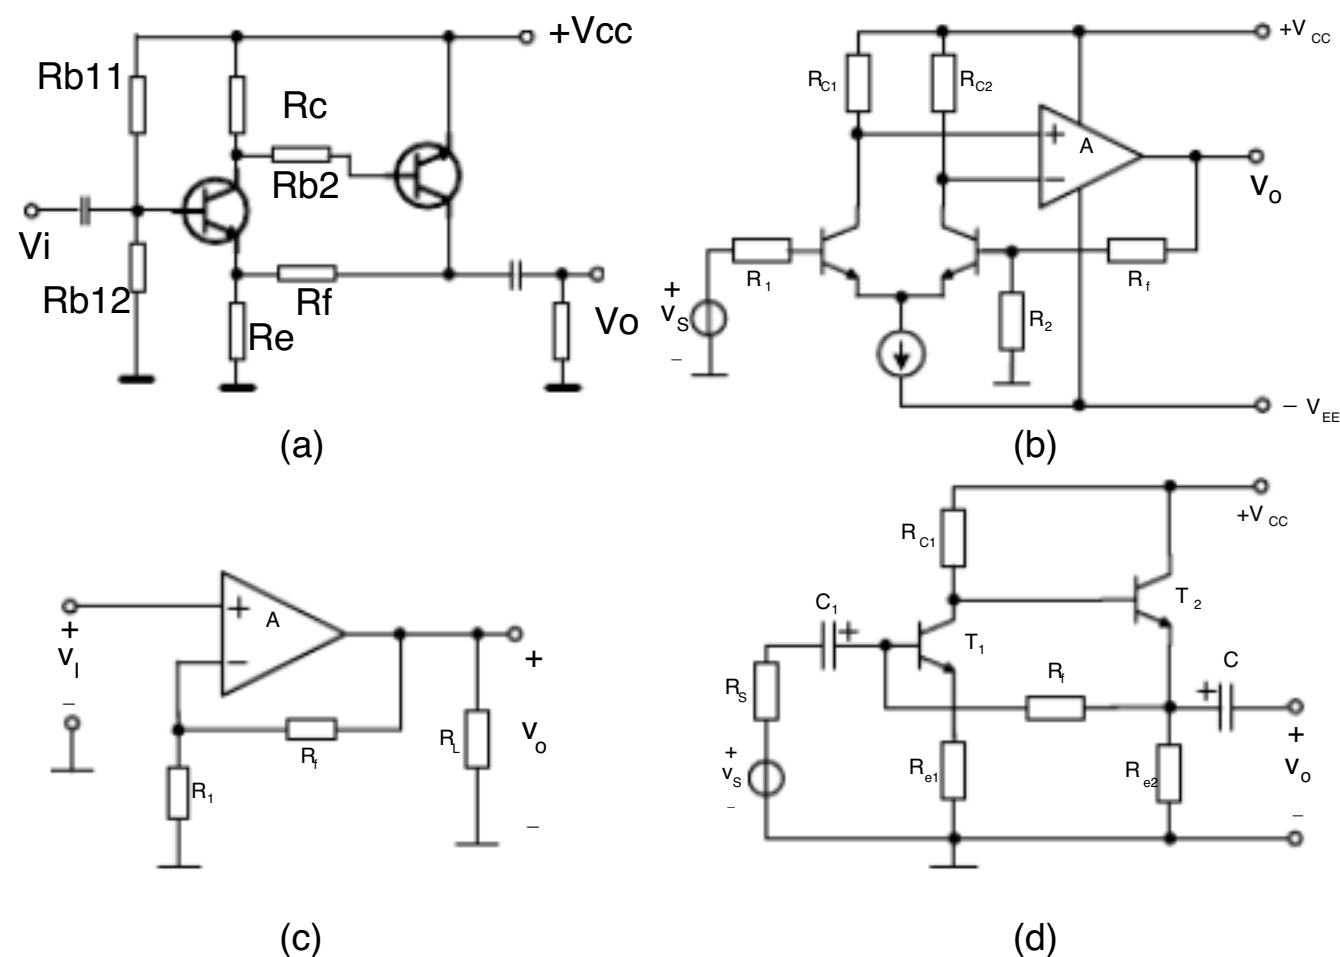 +Vcc
Rb11
Rc
Rb2
Vi
Rb12
Rf
Re
Vo
(a)
+V CC
RC1
RC2
+
A
−
vo
R1
Rf
+
vS
−
R2
− VEE
(b)
+
A
−
+
vI
−
Rf
R1
RL
+
vo
−
(c)
+V CC
RC1
T2
C1
+
T1
RS
Rf
C
+
+
vS
−
Re1
Re2
+
vo
−
(d)